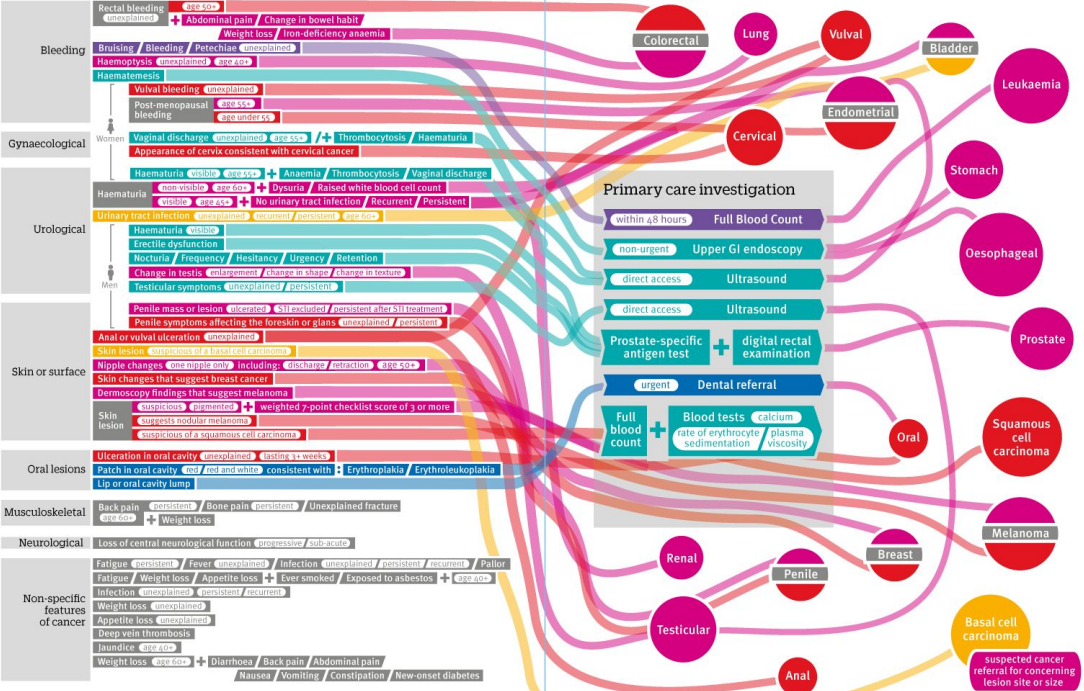 Bleeding
Rectal bleeding unexplained age 50+
+ Abdominal pain / Change in bowel habit
Weight loss / Iron-deficiency anaemia
Bruising / Bleeding / Petechiae unexplained
Haemoptysis unexplained age 40+
Haematemesis
Women
Vulval bleeding unexplained
Post-menopausal bleeding age 55+
age under 55
Gynaecological
Vaginal discharge unexplained age 55+ /+ Thrombocytosis / Haematuria
Appearance of cervix consistent with cervical cancer
Urological
Haematuria visible age 55+ + Anaemia / Thrombocytosis / Vaginal discharge
Haematuria non-visible age 60+ + Dysuria / Raised white blood cell count
visible age 45+ + No urinary tract infection / Recurrent / Persistent
Urinary tract infection unexplained recurrent / persistent age 60+
Men
Haematuria visible
Erectile dysfunction
Nocturia / Frequency / Hesitancy / Urgency / Retention
Change in testis enlargement / change in shape / change in texture
Testicular symptoms unexplained / persistent
Skin or surface
Penile mass or lesion ulcerated STI excluded / persistent after STI treatment
Penile symptoms affecting the foreskin or glans unexplained / persistent
Anal or vulval ulceration unexplained
Skin lesion suspicious of a basal cell carcinoma
Nipple changes one nipple only including: discharge / retraction age 50+
Skin changes that suggest breast cancer
Dermoscopy findings that suggest melanoma
Skin lesion suspicious pigmented + weighted 7-point checklist score of 3 or more
suggests nodular melanoma
suspicious of a squamous cell carcinoma
Oral lesions
Ulceration in oral cavity unexplained lasting 3+ weeks
Patch in oral cavity red / red and white consistent with : Erythroplakia / Erythroleukoplakia
Lip or oral cavity lump
Musculoskeletal
Back pain persistent / Bone pain persistent / Unexplained fracture
age 60+ + Weight loss
Neurological
Loss of central neurological function progressive / sub-acute
Non-specific features of cancer
Fatigue persistent / Fever unexplained / Infection unexplained persistent / recurrent / Pallor
Fatigue / Weight loss / Appetite loss + Ever smoked / Exposed to asbestos + age 40+
Infection unexplained persistent / recurrent
Weight loss unexplained
Appetite loss unexplained
Deep vein thrombosis
Jaundice age 40+
Weight loss age 60+ + Diarrhoea / Back pain / Abdominal pain
Nausea / Vomiting / Constipation / New-onset diabetes
Primary care investigation
within 48 hours Full Blood Count
non-urgent Upper GI endoscopy
direct access Ultrasound
direct access Ultrasound
Prostate-specific antigen test + digital rectal examination
urgent Dental referral
Full blood count + Blood tests calcium
rate of erythrocyte sedimentation / plasma viscosity
Colorectal
Lung
Vulval
Bladder
Leukaemia
Endometrial
Cervical
Stomach
Oesophageal
Prostate
Oral
Squamous cell carcinoma
Melanoma
Breast
Renal
Penile
Testicular
Basal cell carcinoma
suspected cancer referral for concerning lesion site or size
Anal